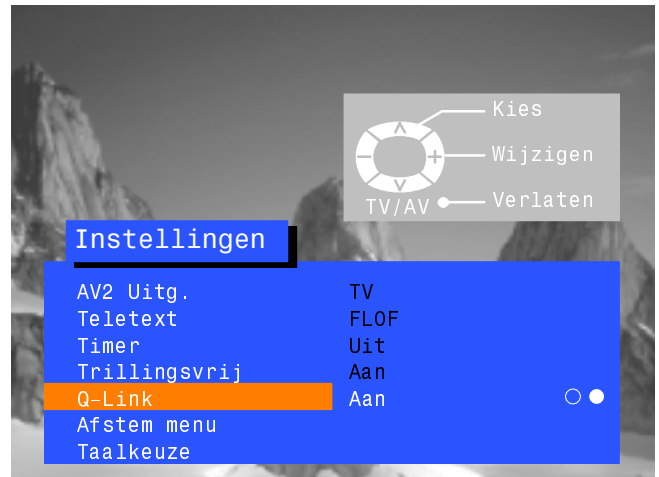 Kies
Wijzigen
TV/AV Verlaten
Instellingen
AV2 Uitg. TV
Teletext FLOF
Timer Uit
Trillingsvrij Aan
Q-Link Aan
Afstem menu
Taalkeuze